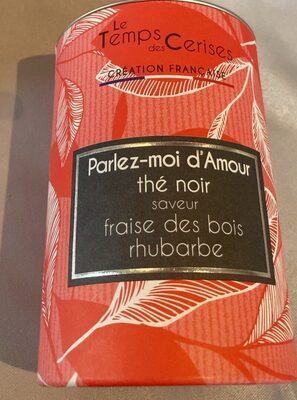 Le
Temps des Cerises
CRÉATION FRANÇAISE
Parlez-moi d'Amour
thé noir
saveur
fraise des bois
rhubarbe